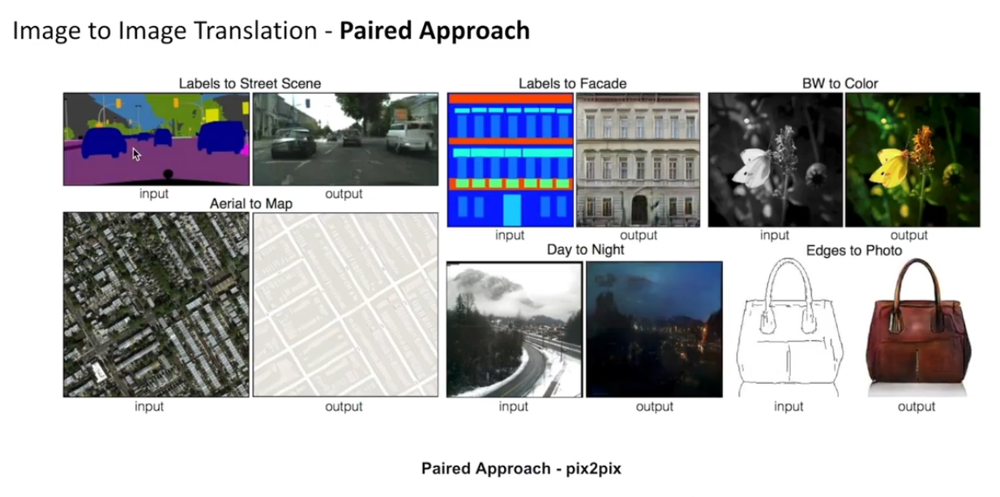 Image to Image Translation - Paired Approach
Labels to Street Scene
input
output
Aerial to Map
input
output
Labels to Facade
input
output
Day to Night
input
output
BW to Color
input
output
Edges to Photo
input
output
Paired Approach - pix2pix